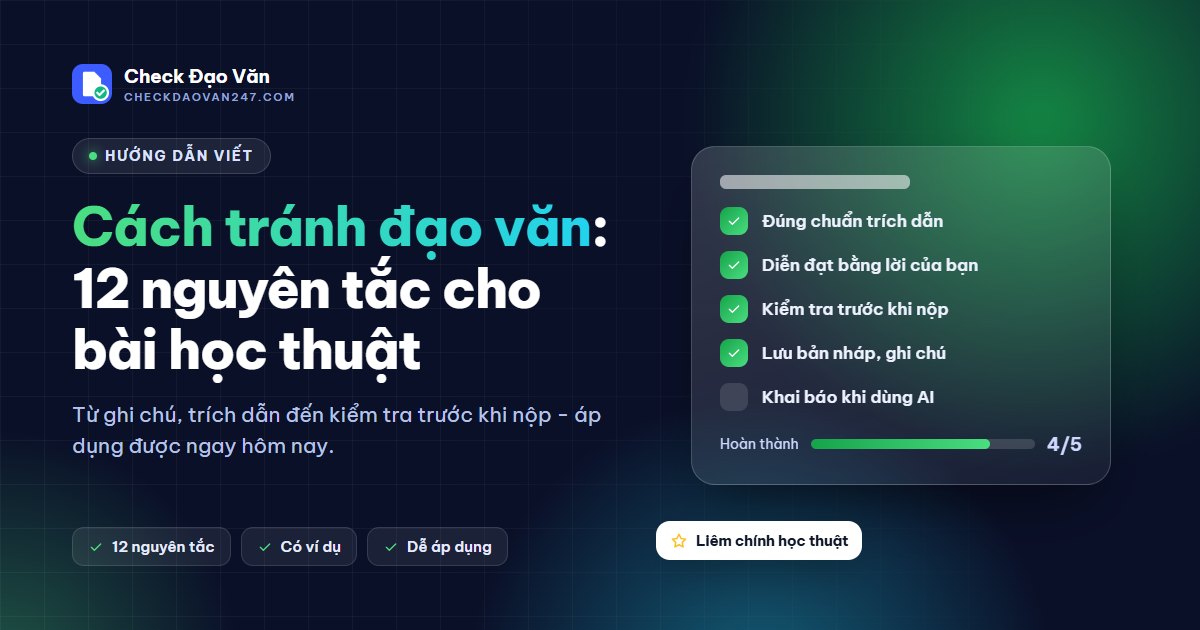 Check Đạo Văn
CHECKDAOVAN247.COM
HƯỚNG DẪN VIẾT
Cách tránh đạo văn:
12 nguyên tắc cho
bài học thuật
Từ ghi chú, trích dẫn đến kiểm tra trước khi nộp - áp
dụng được ngay hôm nay.
12 nguyên tắc
Có ví dụ
Dễ áp dụng
Đúng chuẩn trích dẫn
Diễn đạt bằng lời của bạn
Kiểm tra trước khi nộp
Lưu bản nháp, ghi chú
Khai báo khi dùng AI
Hoàn thành 4/5
Liêm chính học thuật